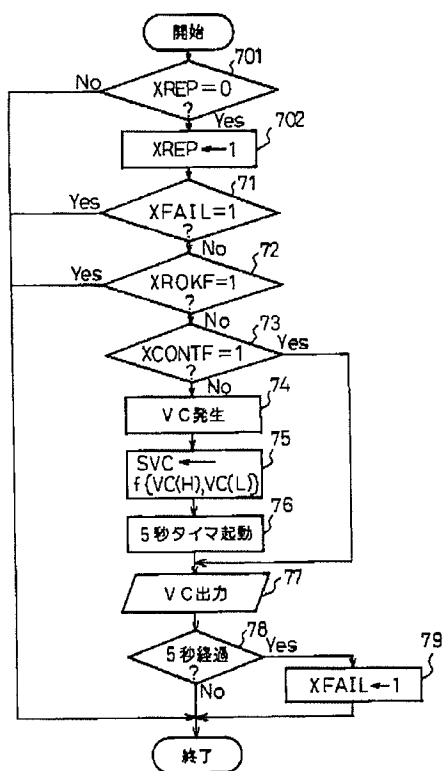 開始
701
No
XREP=0
?
Yes
702
XREP←1
71
Yes
XFAIL=1
?
No
72
Yes
XROKF=1
?
No
73
Yes
XCONTF=1
?
No
74
VC発生
75
SVC ←
f{VC(H),VC(L)}
76
5秒タイマ起動
77
VC出力
78
Yes
5秒経過
?
No
79
XFAIL←1
終了